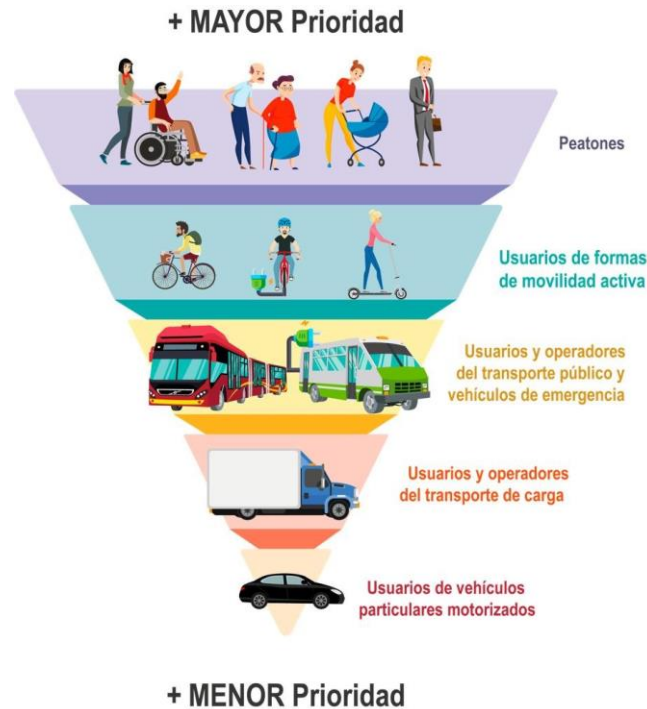 + MAYOR Prioridad
Peatones
Usuarios de formas
de movilidad activa
Usuarios y operadores
del transporte público y
vehículos de emergencia
Usuarios y operadores
del transporte de carga
Usuarios de vehículos
particulares motorizados
+ MENOR Prioridad